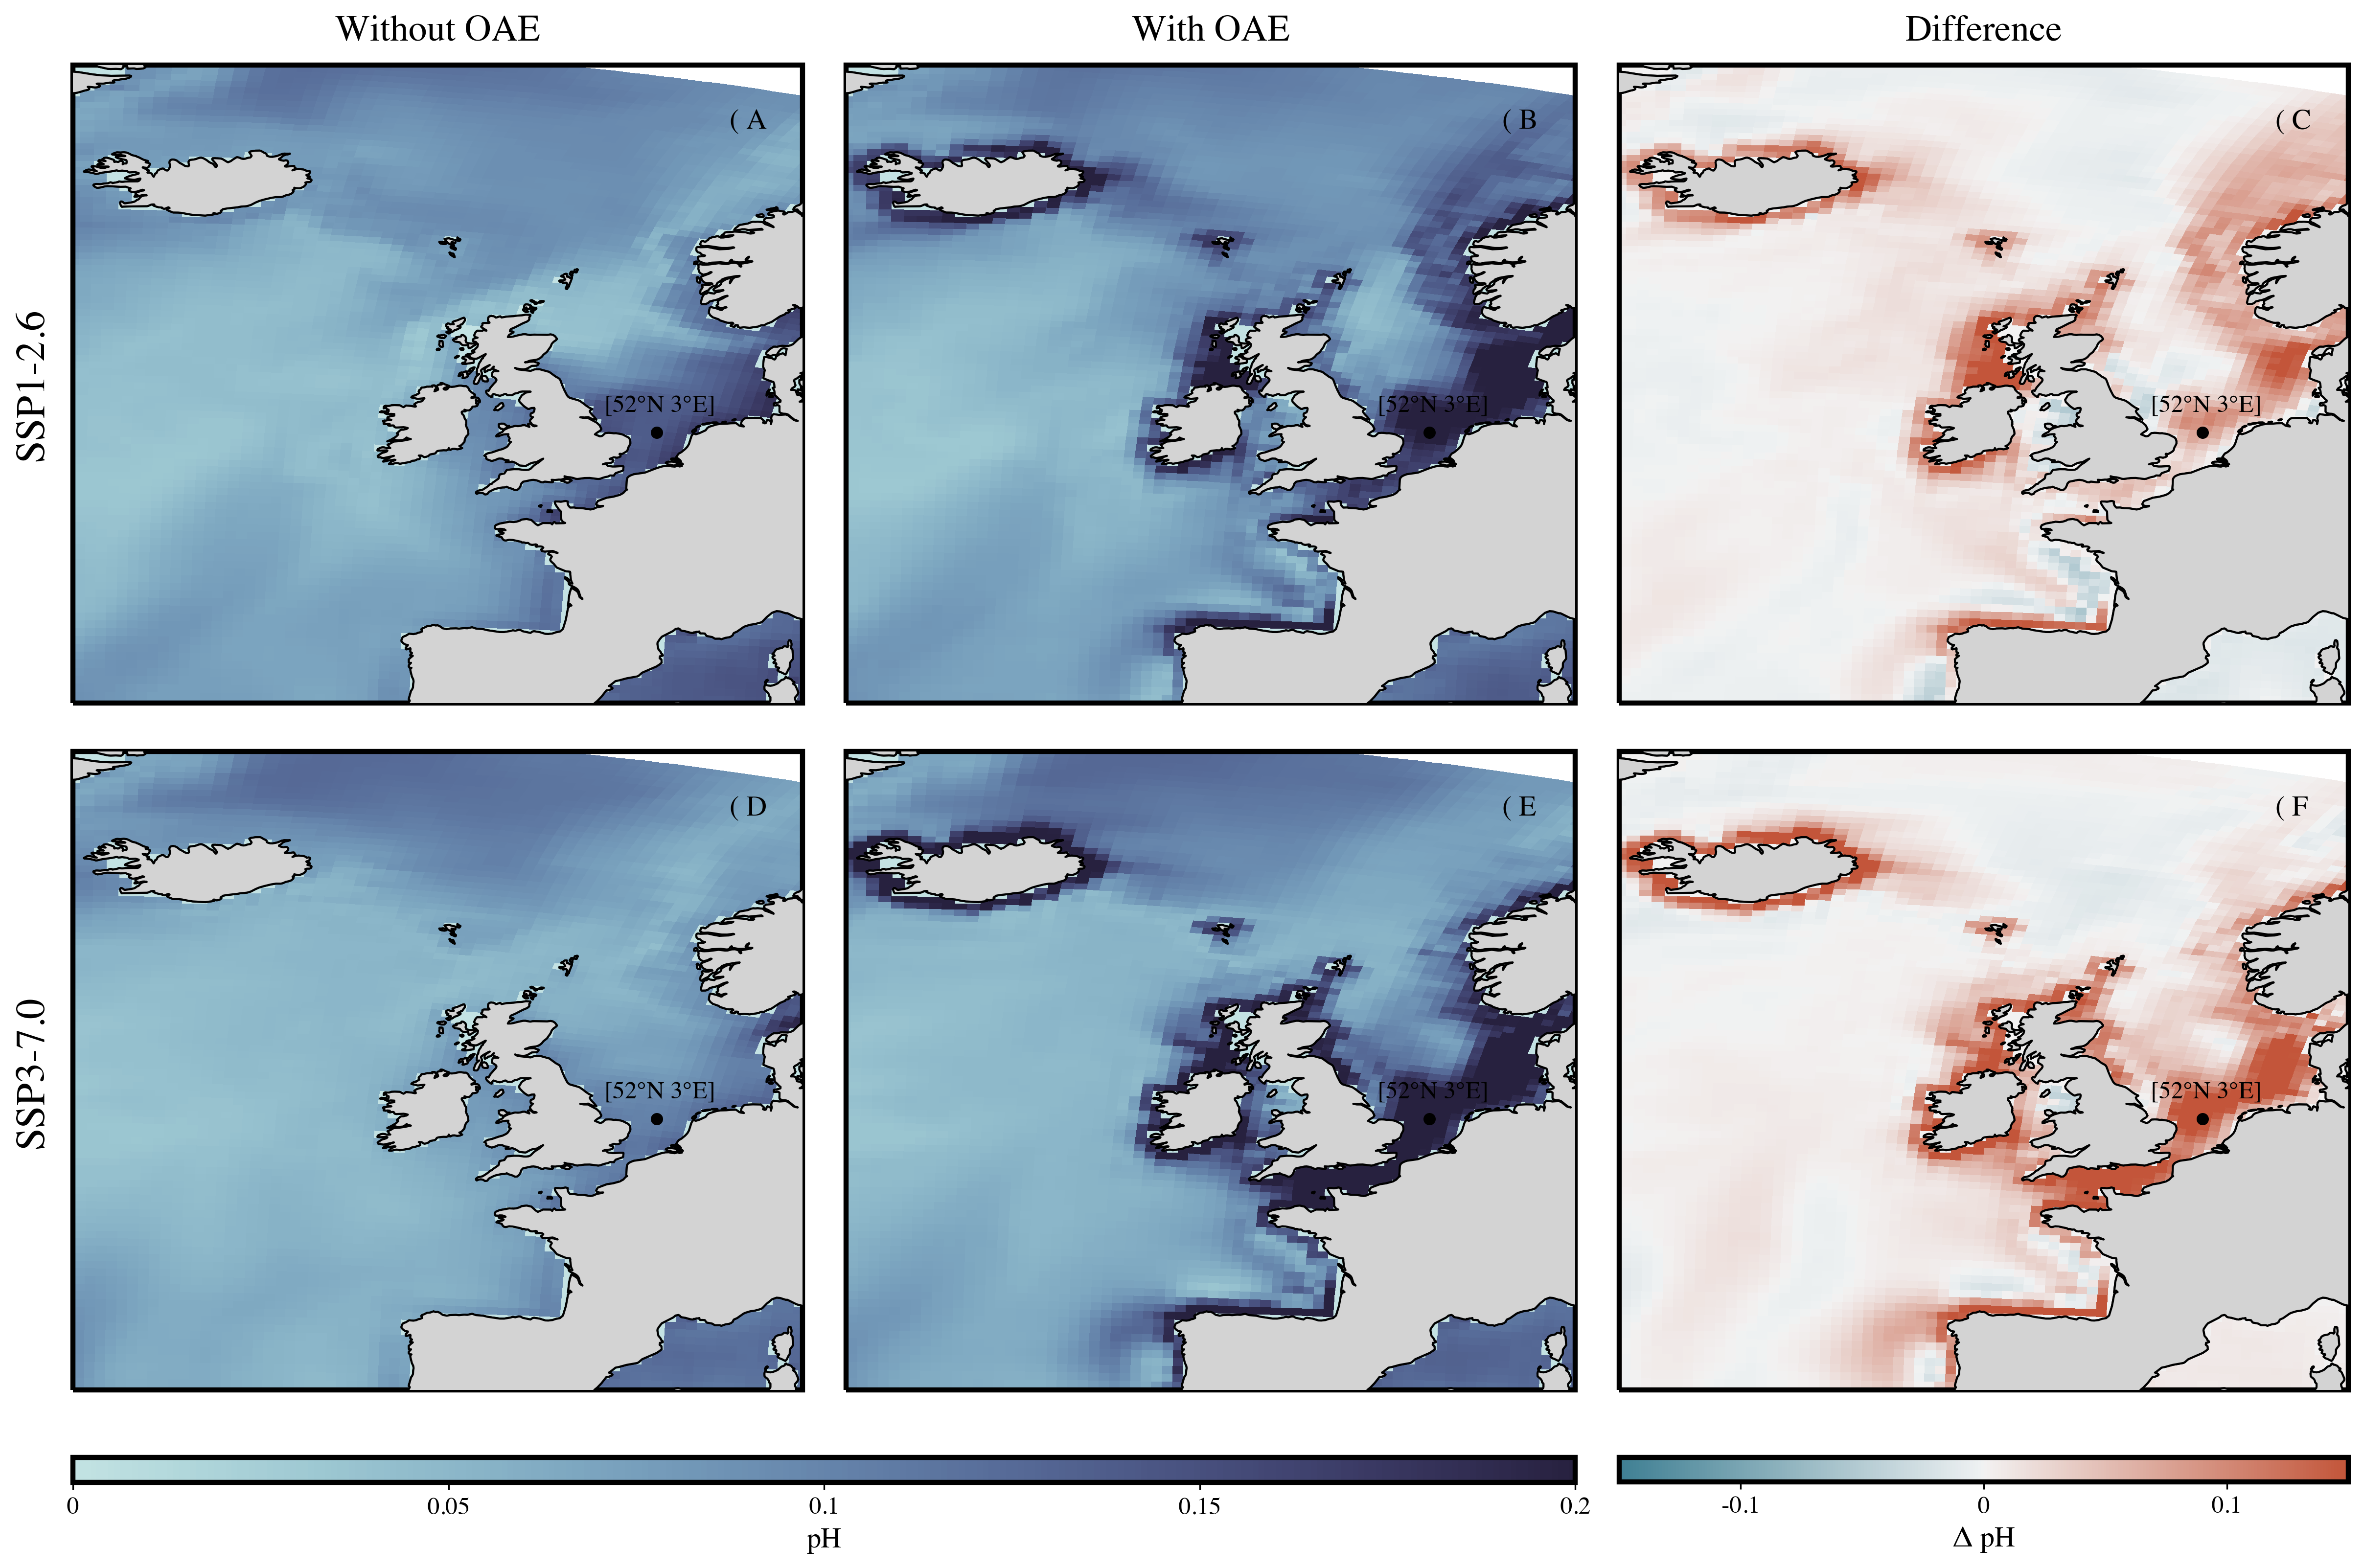 Without OAE
With OAE
Difference
SSP1-2.6
( A
[52°N 3°E]
( B
[52°N 3°E]
( C
[52°N 3°E]
SSP3-7.0
( D
[52°N 3°E]
( E
[52°N 3°E]
( F
[52°N 3°E]
0 0.05 0.1 0.15 0.2
pH
-0.1 0 0.1
Δ pH